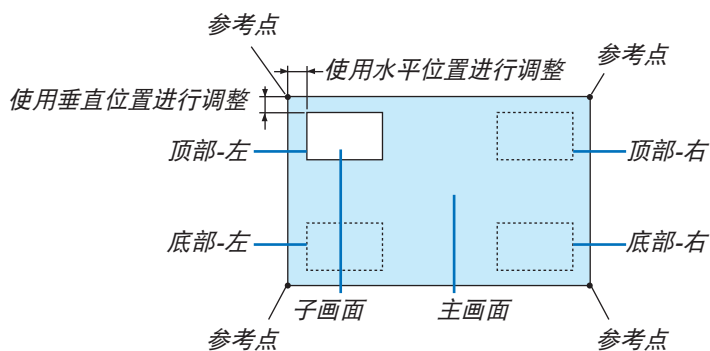 参考点
参考点
使用水平位置进行调整
使用垂直位置进行调整
顶部-左
顶部-右
底部-左
底部-右
子画面
主画面
参考点
参考点